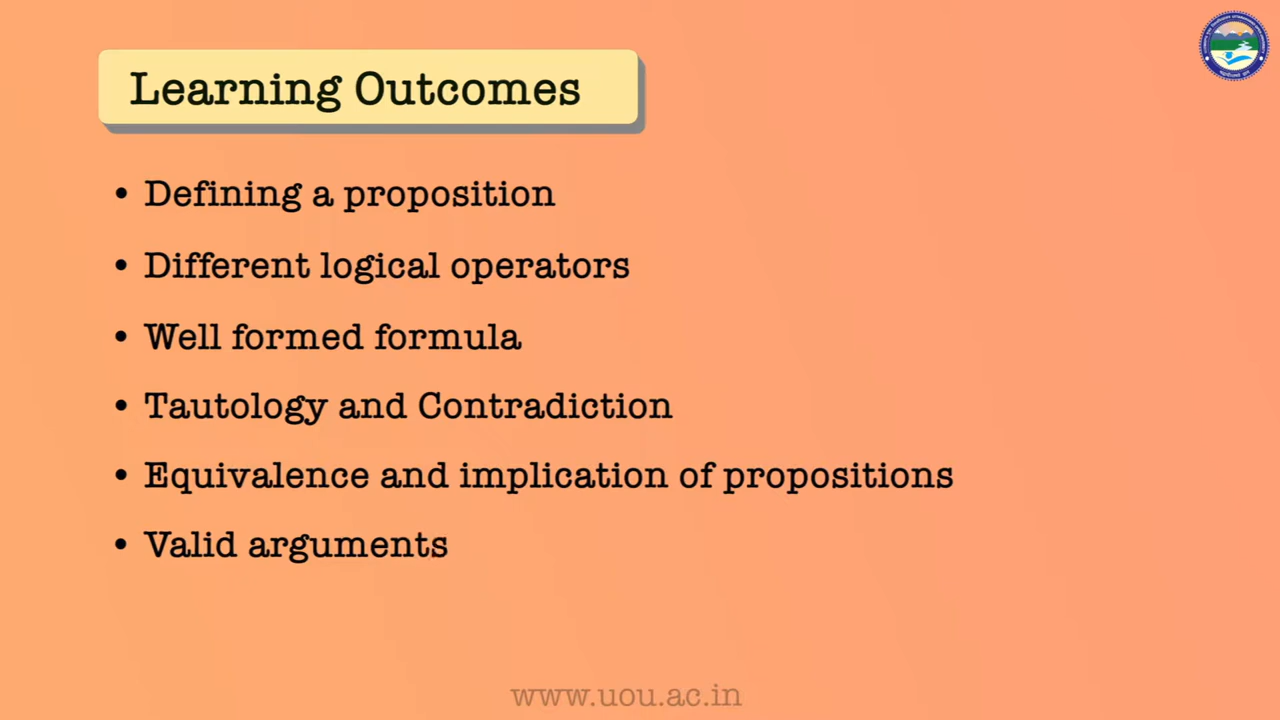 Learning Outcomes
• Defining a proposition
• Different logical operators
• Well formed formula
• Tautology and Contradiction
• Equivalence and implication of propositions
• Valid arguments
www.uou.ac.in